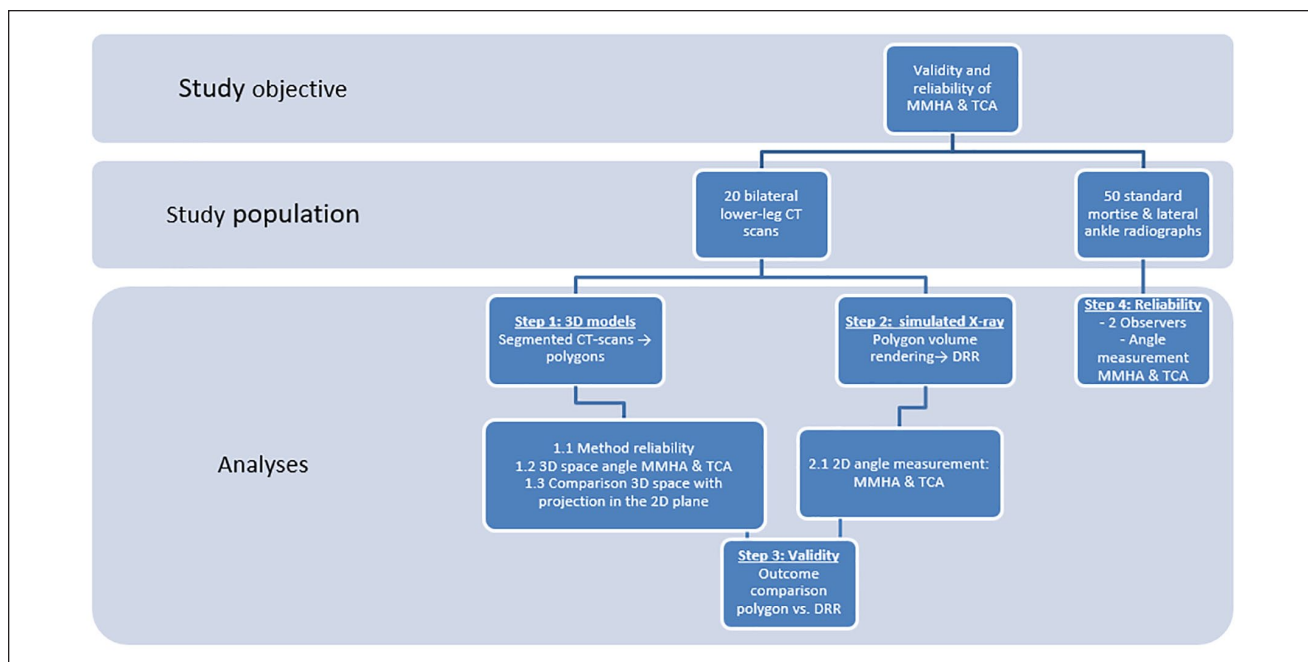 Study objective
Validity and
reliability of
MMHA & TCA
Study population
20 bilateral
lower-leg CT
scans
50 standard
mortise & lateral
ankle radiographs
Analyses
Step 1: 3D models
Segmented CT-scans →
polygons
Step 2: simulated X-ray
Polygon volume
rendering→ DRR
Step 4: Reliability
- 2 Observers
- Angle
measurement
MMHA & TCA
1.1 Method reliability
1.2 3D space angle MMHA & TCA
1.3 Comparison 3D space with
projection in the 2D plane
2.1 2D angle measurement:
MMHA & TCA
Step 3: Validity
Outcome
comparison
polygon vs. DRR